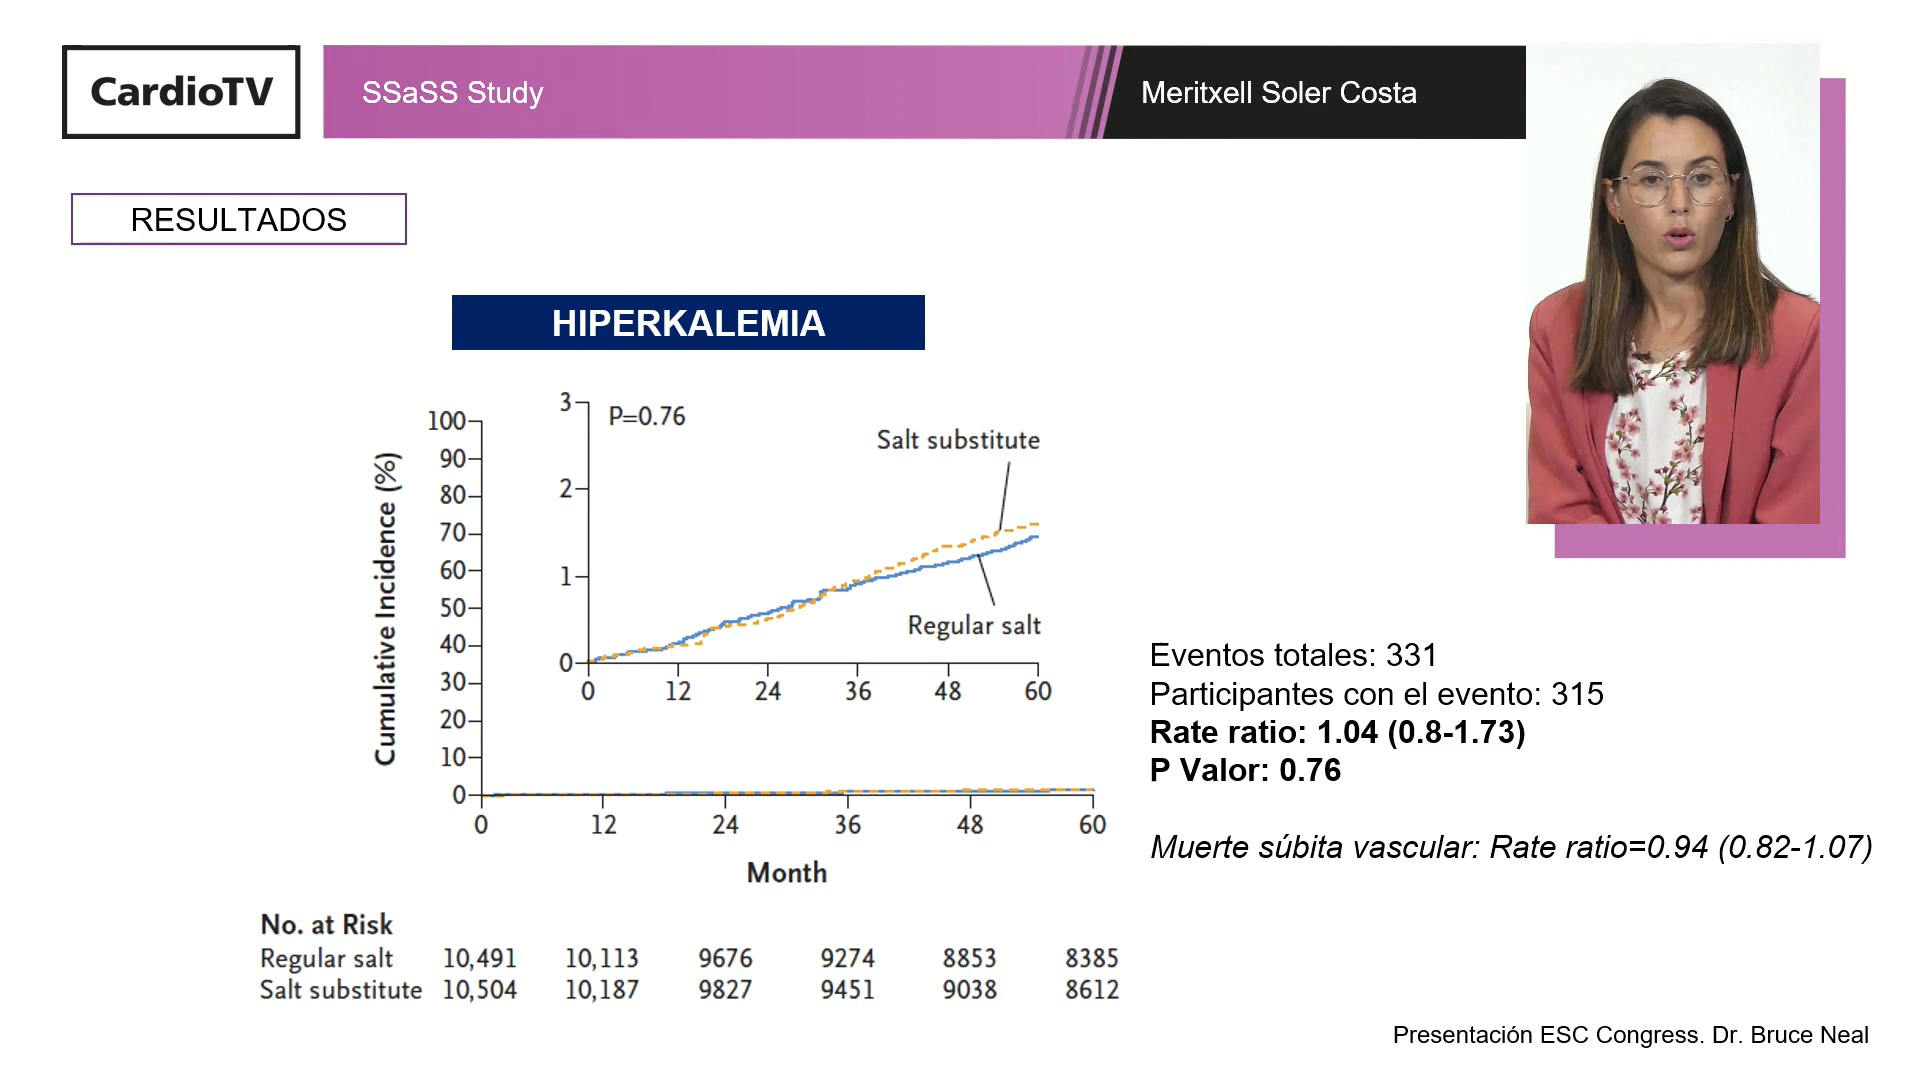 CardioTV
SSaSS Study
Meritxell Soler Costa
RESULTADOS
HIPERKALEMIA
Cumulative Incidence (%)
100
90
80
70
60
50
40
30
20
10
0
0 12 24 36 48 60
Month
3
2
1
0
0 12 24 36 48 60
P=0.76
Salt substitute
Regular salt
No. at Risk
Regular salt 10,491 10,113 9676 9274 8853 8385
Salt substitute 10,504 10,187 9827 9451 9038 8612
Eventos totales: 331
Participantes con el evento: 315
Rate ratio: 1.04 (0.8-1.73)
P Valor: 0.76
Muerte súbita vascular: Rate ratio=0.94 (0.82-1.07)
Presentación ESC Congress. Dr. Bruce Neal